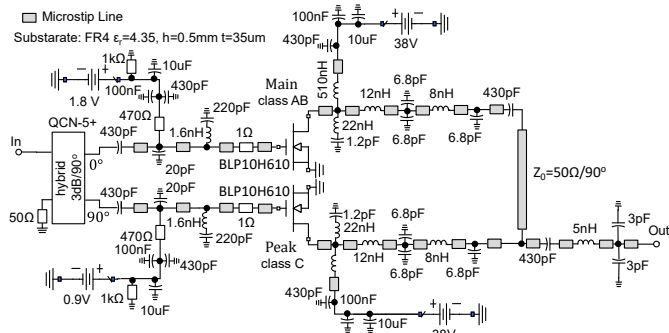 Microstip Line
Substarate: FR4 εr=4.35, h=0.5mm t=35um
100nF
38V
430pF
10uF
1kΩ
10uF
100nF
430pF
1.8 V
510nH
Main
class AB
12nH
6.8pF
8nH
430pF
22nH
1.2pF
6.8pF
6.8pF
QCN-5+
430pF
470Ω
220pF
1.6nH
1Ω
BLP10H610
In
hybrid
3dB/90°
0°
90°
20pF
20pF
50Ω
430pF
BLP10H610
Z₀=50Ω/90°
1.6nH
1Ω
220pF
470Ω
100nF
430pF
0.9V
1kΩ
10uF
Peak
class C
1.2pF
22nH
6.8pF
12nH
8nH
6.8pF
6.8pF
430pF
5nH
3pF
Out
3pF
430pF
100nF
10uF